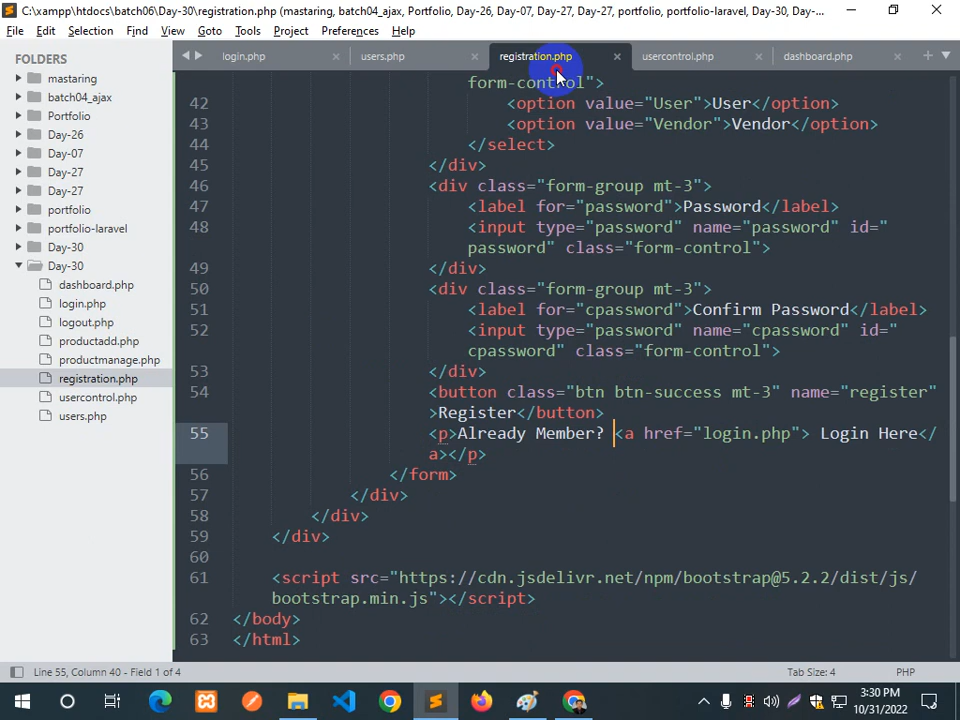 C:\xampp\htdocs\batch06\Day-30\registration.php (mastaring, batch04_ajax, Portfolio, Day-26, Day-07, Day-27, Day-27, portfolio, portfolio-laravel, Day-30, Day-...
File Edit Selection Find View Goto Tools Project Preferences Help
FOLDERS
mastaring
batch04_ajax
Portfolio
Day-26
Day-07
Day-27
Day-27
portfolio
portfolio-laravel
Day-30
Day-30
dashboard.php
login.php
logout.php
productadd.php
productmanage.php
registration.php
usercontrol.php
users.php
login.php × users.php × registration.php × usercontrol.php × dashboard.php ×
form-control">
42 <option value="User">User</option>
43 <option value="Vendor">Vendor</option>
44 </select>
45 </div>
46 <div class="form-group mt-3">
47 <label for="password">Password</label>
48 <input type="password" name="password" id="
password" class="form-control">
49 </div>
50 <div class="form-group mt-3">
51 <label for="cpassword">Confirm Password</label>
52 <input type="password" name="cpassword" id="
cpassword" class="form-control">
53 </div>
54 <button class="btn btn-success mt-3" name="register"
>Register</button>
55 <p>Already Member? <a href="login.php"> Login Here</
a></p>
56 </form>
57 </div>
58 </div>
59 </div>
60
61 <script src="https://cdn.jsdelivr.net/npm/bootstrap@5.2.2/dist/js/
bootstrap.min.js"></script>
62 </body>
63 </html>
Line 55, Column 40 - Field 1 of 4 Tab Size: 4 PHP
3:30 PM
10/31/2022